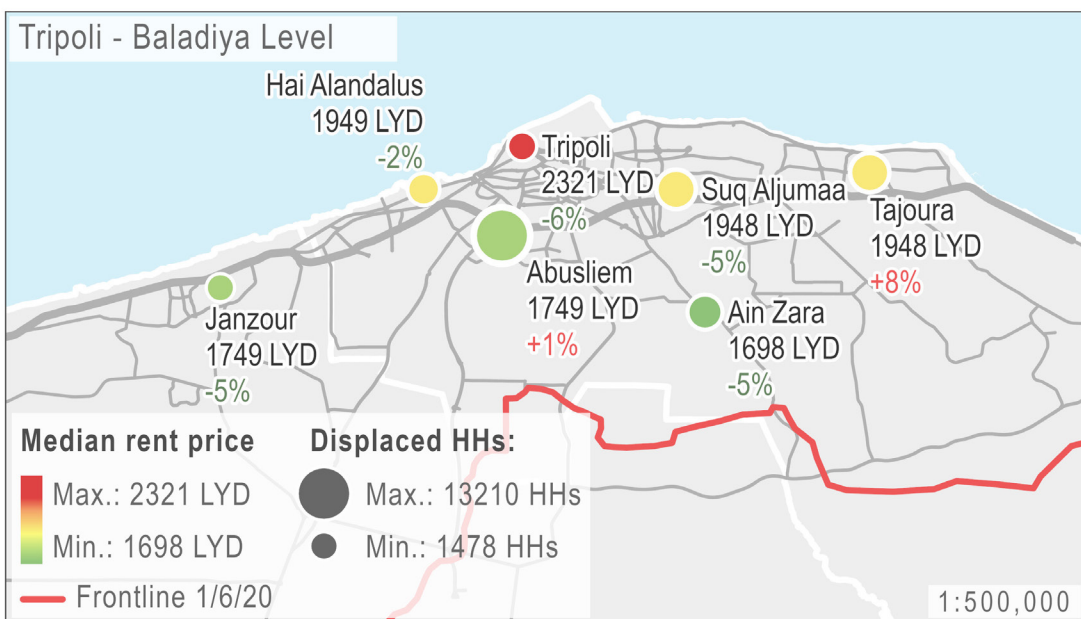 Tripoli - Baladiya Level
Hai Alandalus
1949 LYD
-2%
Tripoli
2321 LYD
-6%
Suq Aljumaa
1948 LYD
-5%
Tajoura
1948 LYD
+8%
Abusliem
1749 LYD
+1%
Janzour
1749 LYD
-5%
Ain Zara
1698 LYD
-5%
Median rent price
Max.: 2321 LYD
Min.: 1698 LYD
Displaced HHs:
Max.: 13210 HHs
Min.: 1478 HHs
Frontline 1/6/20
1:500,000